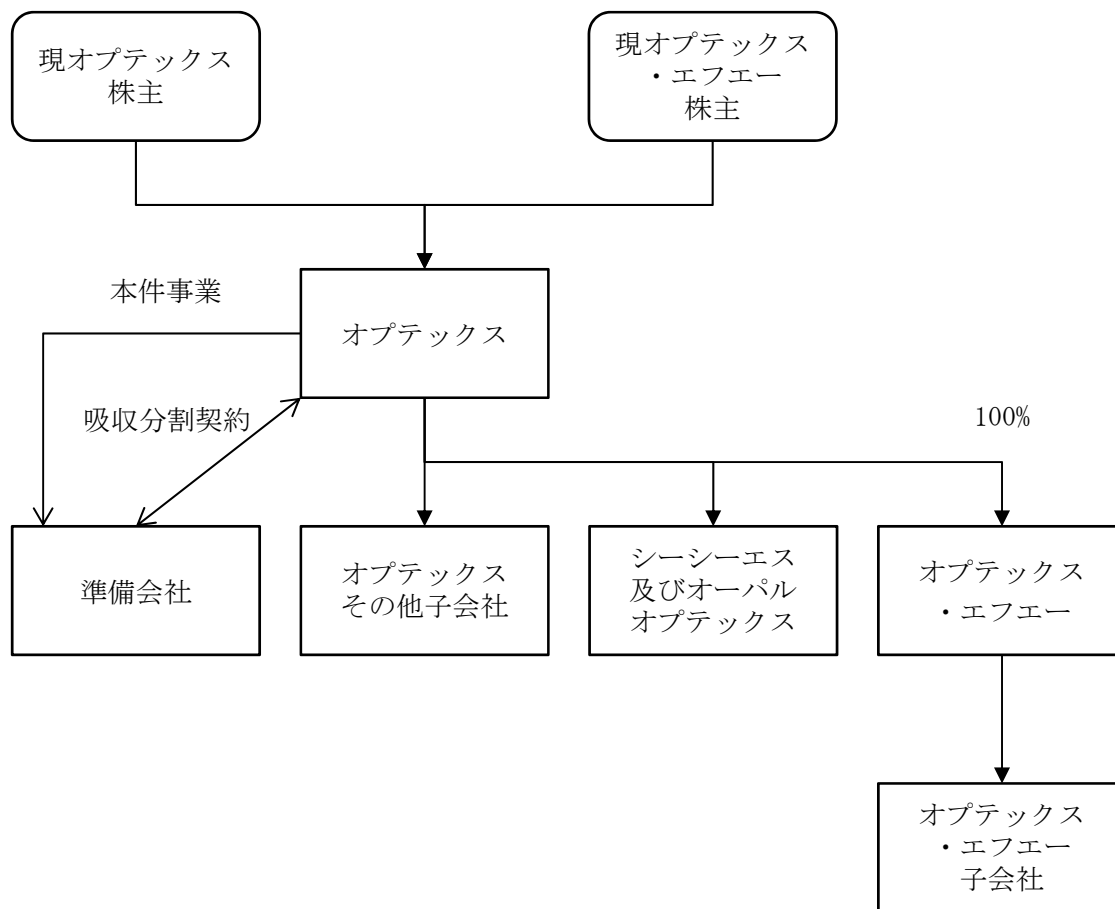 現オプテックス
株主
現オプテックス
・エフエー
株主
本件事業
オプテックス
吸収分割契約
100%
準備会社
オプテックス
その他子会社
シーシーエス
及びオーパル
オプテックス
オプテックス
・エフエー
オプテックス
・エフエー
子会社